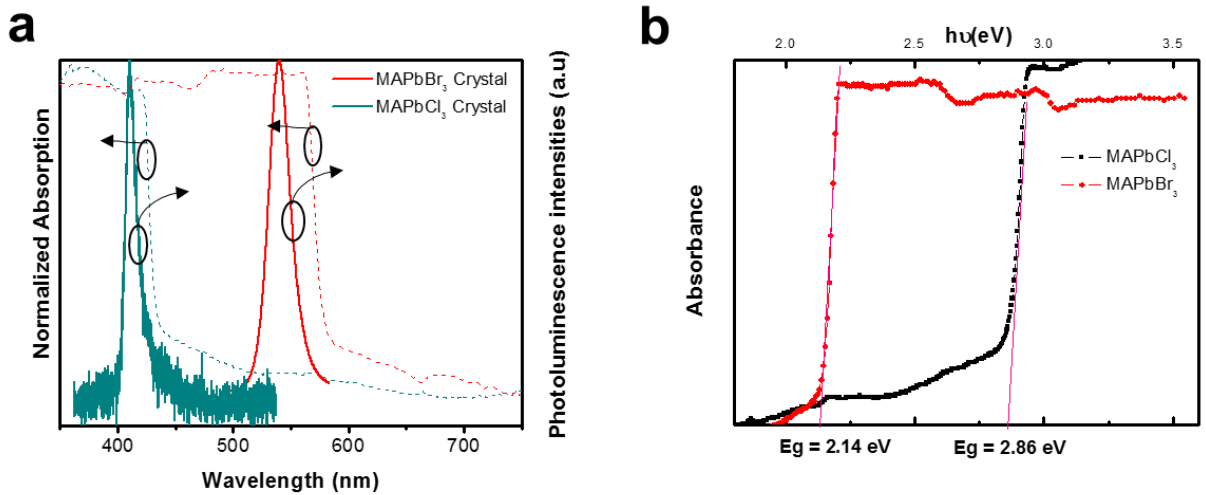 a
Normalized Absorption
MAPbBr₃ Crystal
MAPbCl₃ Crystal
Photoluminescence intensities (a.u)
400
500
600
700
Wavelength (nm)
b
2.0
2.5
3.0
3.5
hυ(eV)
Absorbance
MAPbCl₃
MAPbBr₃
Eg = 2.14 eV
Eg = 2.86 eV